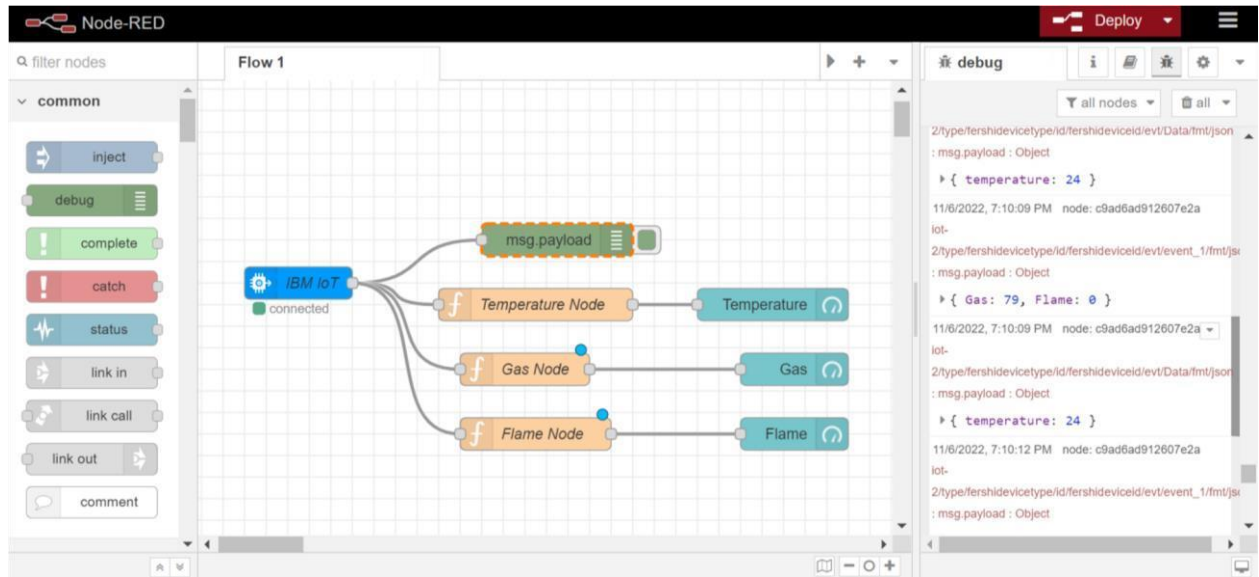 Node-RED
Deploy
filter nodes
common
inject
debug
complete
catch
status
link in
link call
link out
comment
Flow 1
msg.payload
IBM IoT
connected
Temperature Node
Temperature
Gas Node
Gas
Flame Node
Flame
debug
i
all nodes
all
2/type/fershidevicetype/id/fershideviceid/evt/Data/fmt/json
: msg.payload : Object
{ temperature: 24 }
11/6/2022, 7:10:09 PM node: c9ad6ad912607e2a
iot-
2/type/fershidevicetype/id/fershideviceid/evt/event_1/fmt/jso
: msg.payload : Object
{ Gas: 79, Flame: 0 }
11/6/2022, 7:10:09 PM node: c9ad6ad912607e2a
iot-
2/type/fershidevicetype/id/fershideviceid/evt/Data/fmt/json
: msg.payload : Object
{ temperature: 24 }
11/6/2022, 7:10:12 PM node: c9ad6ad912607e2a
iot-
2/type/fershidevicetype/id/fershideviceid/evt/event_1/fmt/jso
: msg.payload : Object